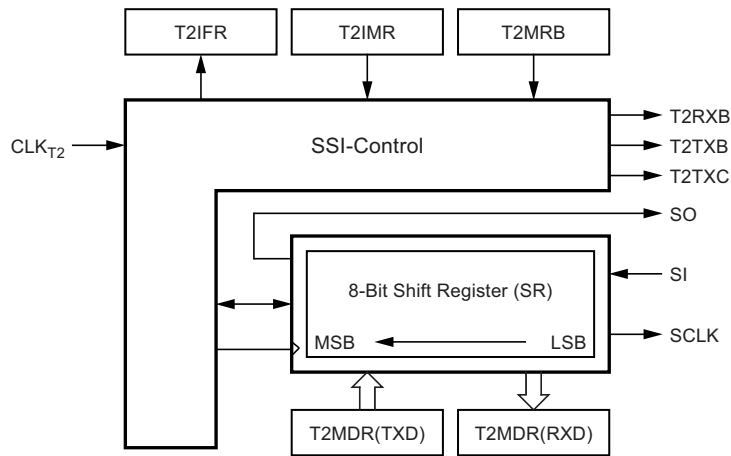 T2IFR
T2IMR
T2MRB
CLK_T2
SSI-Control
T2RXB
T2TXB
T2TXC
SO
SI
8-Bit Shift Register (SR)
MSB
LSB
SCLK
T2MDR(TXD)
T2MDR(RXD)